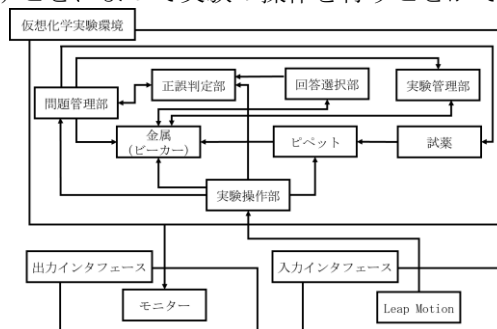 仮想化学実験環境
正誤判定部
回答選択部
実験管理部
問題管理部
金属
(ビーカー)
ピペット
試薬
実験操作部
出力インタフェース
入力インタフェース
モニター
Leap Motion